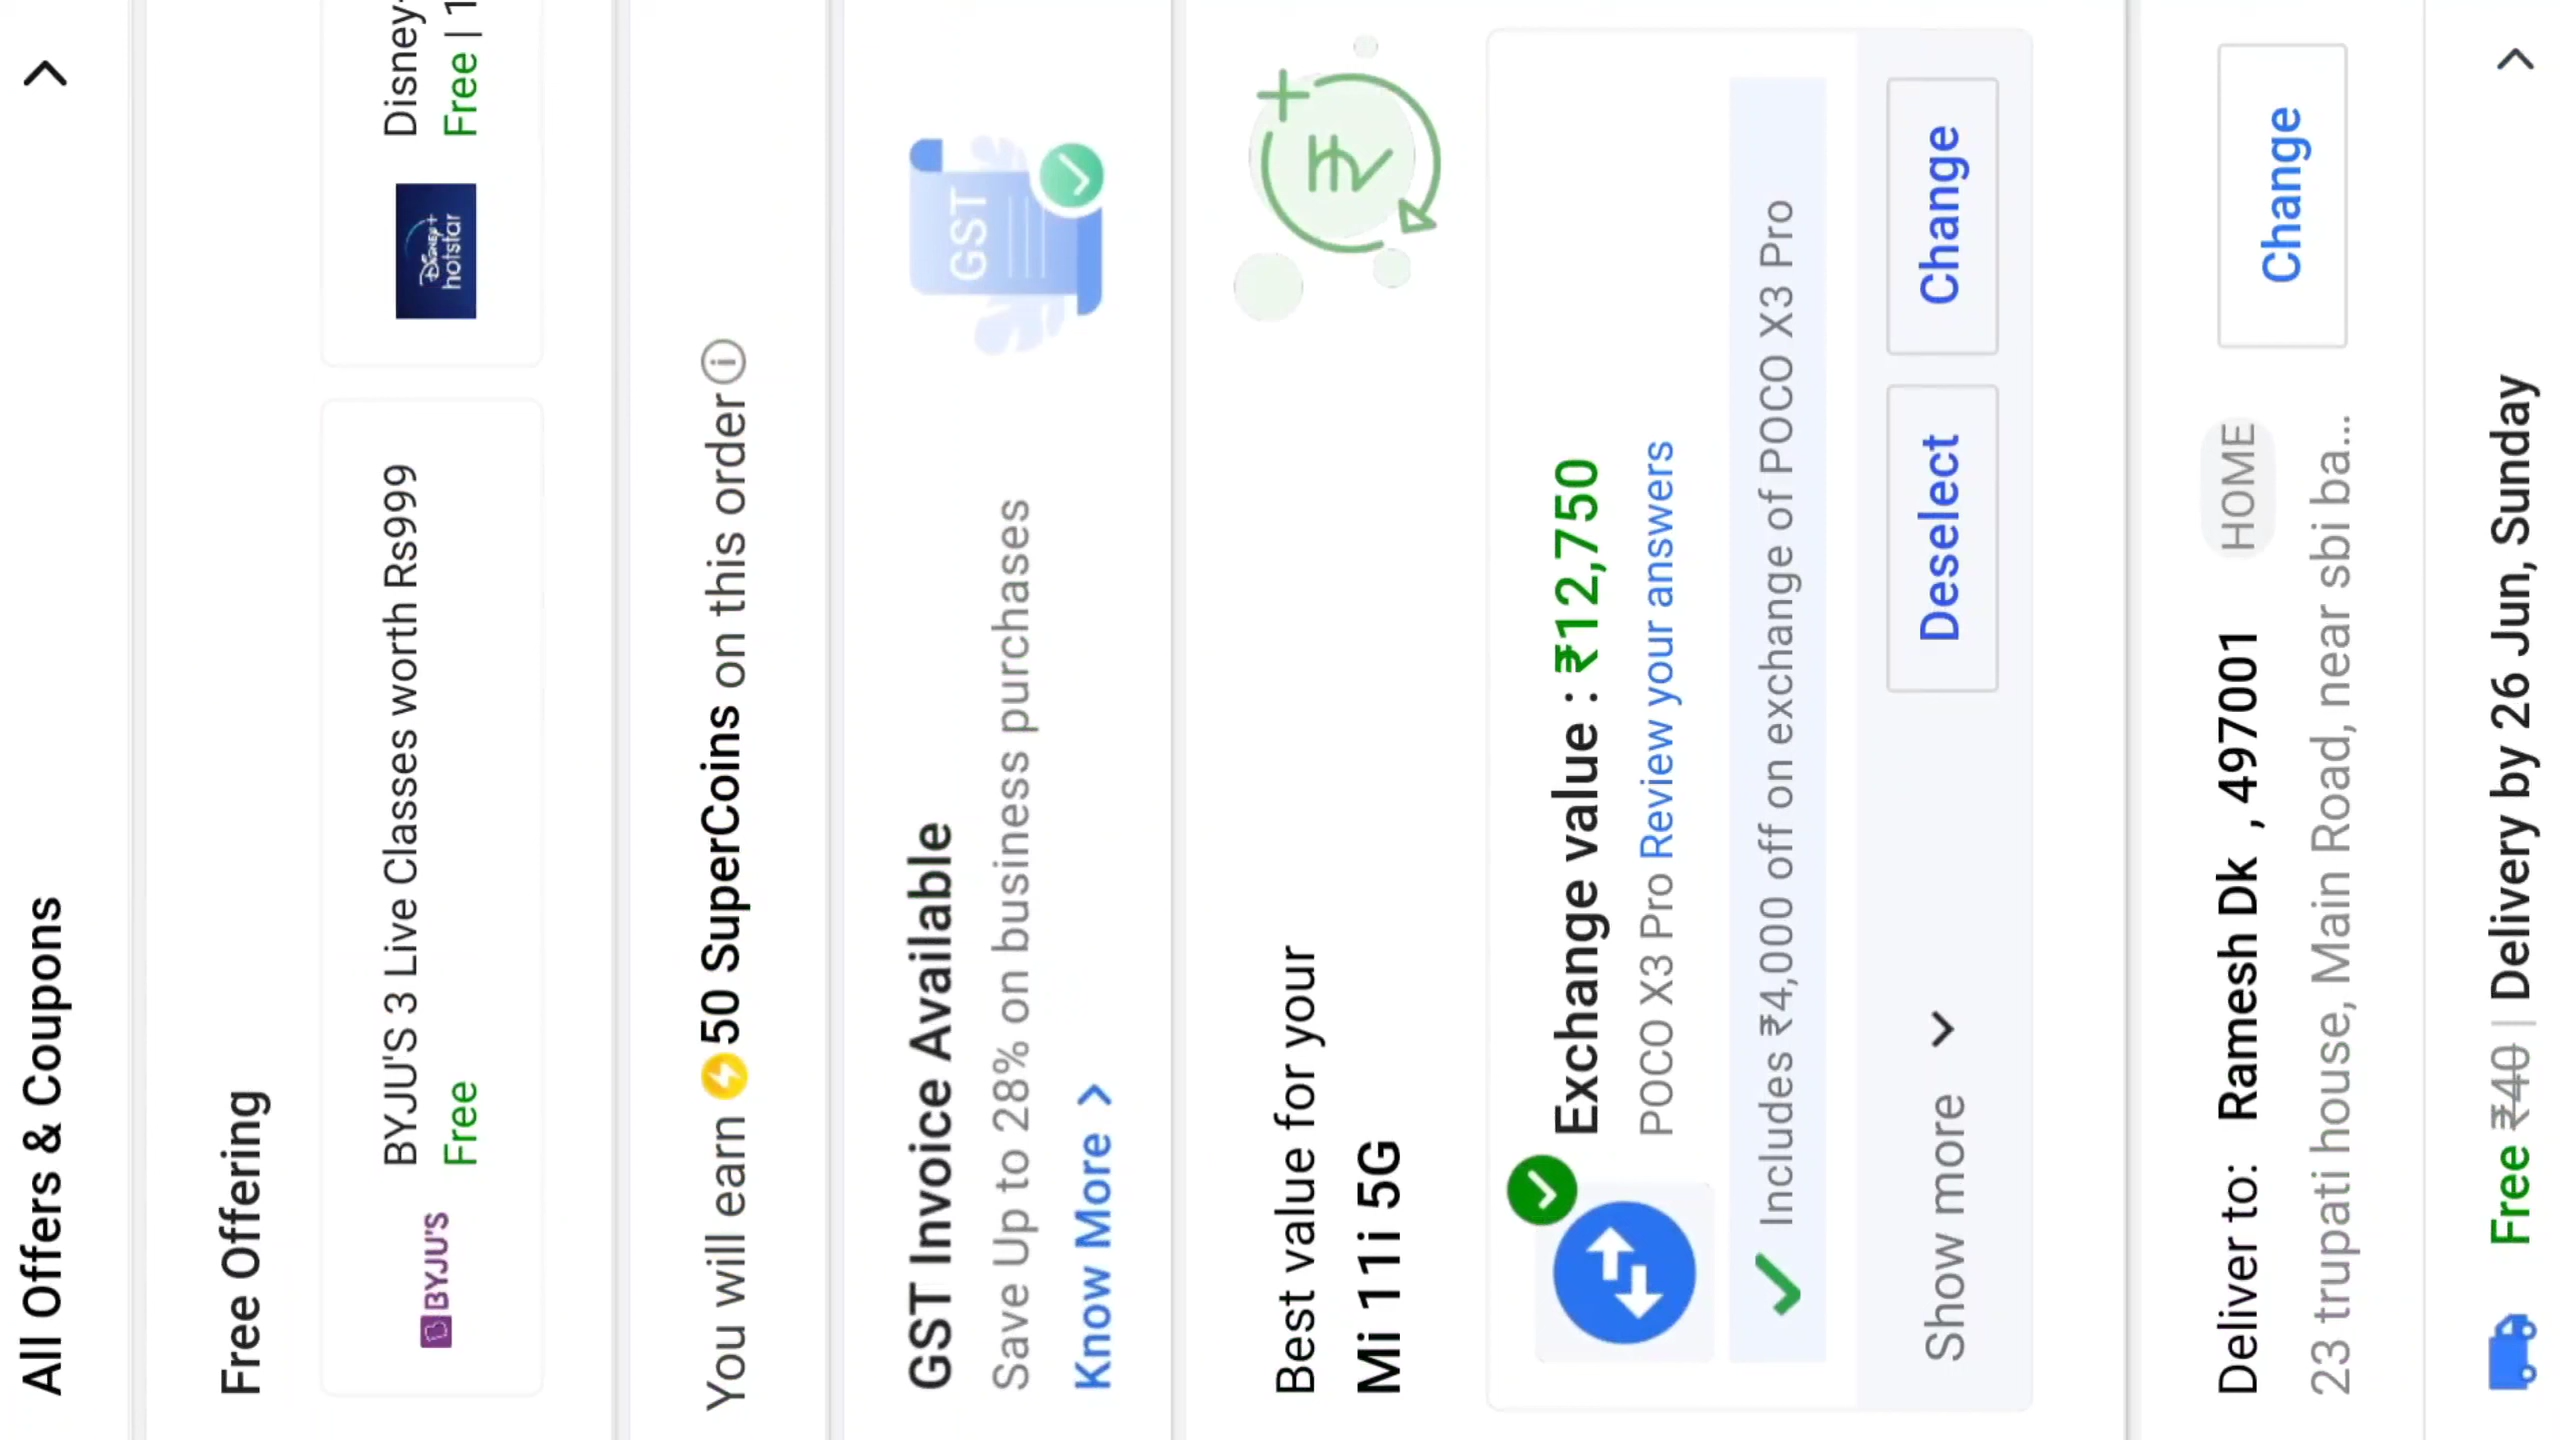 All Offers & Coupons
Free Offering
BYJU'S
BYJU'S 3 Live Classes worth Rs999
Free
Disney+
hotstar
Disney
Free | 1
You will earn 50 SuperCoins on this order
GST Invoice Available
Save Up to 28% on business purchases
Know More
GST
Best value for your
Mi 11i 5G
Exchange value : ₹12,750
POCO X3 Pro Review your answers
Includes ₹4,000 off on exchange of POCO X3 Pro
Show more
Deselect
Change
Deliver to: Ramesh Dk , 497001 HOME
23 trupati house, Main Road, near sbi ba...
Change
Free ₹40 | Delivery by 26 Jun, Sunday